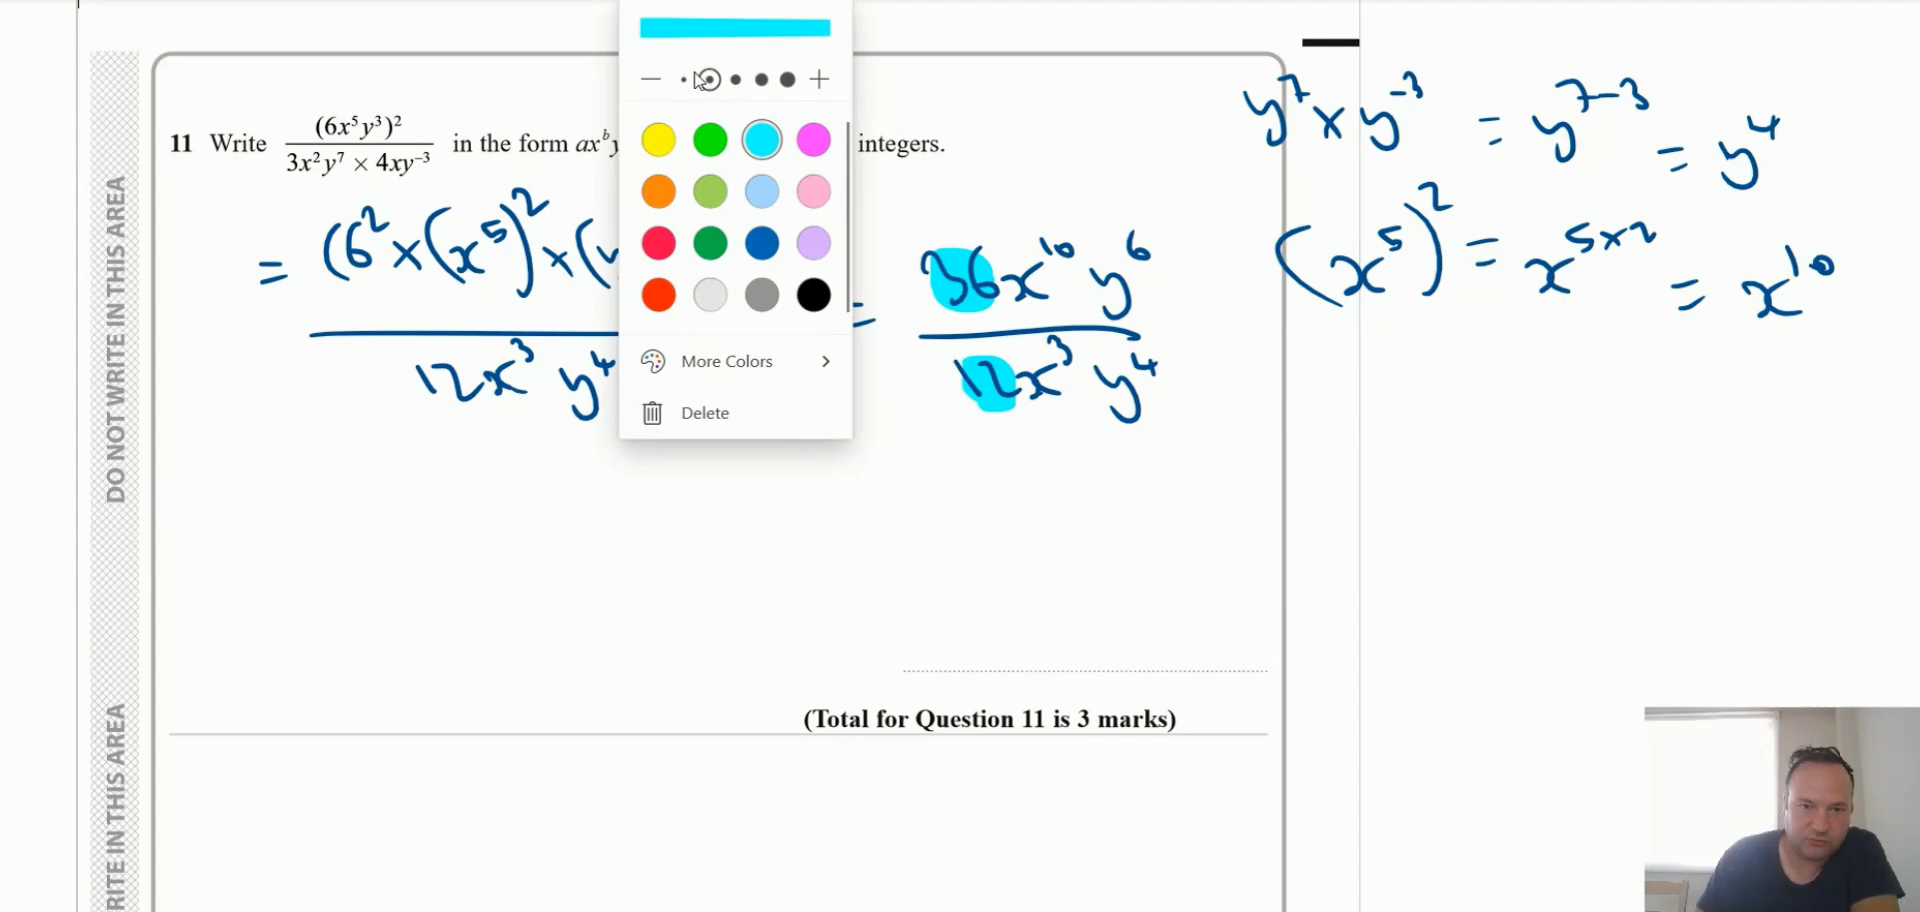 11 Write (6x⁵y³)² / 3x²y⁷ × 4xy⁻³ in the form axᵇy integers.
= (6² × (x⁵)² × (
12x³ y⁴
= 36x¹⁰ y⁶
12x³ y⁴
y⁷ × y⁻³ = y⁷⁻³ = y⁴
(x⁵)² = x⁵ˣ² = x¹⁰
More Colors
Delete
(Total for Question 11 is 3 marks)
DO NOT WRITE IN THIS AREA
RITE IN THIS AREA